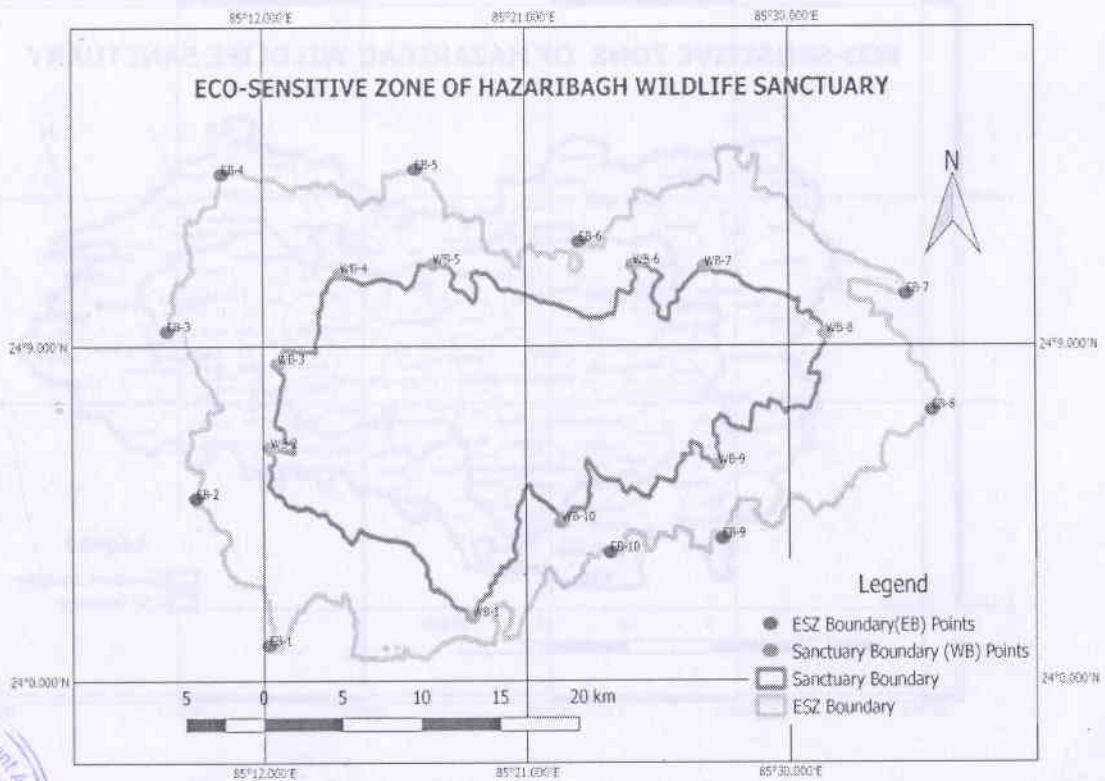 85°12.000'E 85°21.000'E 85°30.000'E
ECO-SENSITIVE ZONE OF HAZARIBAGH WILDLIFE SANCTUARY
N
EB-4
EB-5
EB-6
WB-4
WB-5
WB-6
WB-7
EB-7
EB-3
WB-8
24°9.000'N
24°9.000'N
WB-3
EB-8
WB-2
WB-9
EB-2
WB-10
EB-10
EB-9
WB-1
EB-1
Legend
ESZ Boundary(EB) Points
Sanctuary Boundary (WB) Points
Sanctuary Boundary
ESZ Boundary
24°0.000'N
24°0.000'N
5 0 5 10 15 20 km
85°12.000'E 85°21.000'E 85°30.000'E